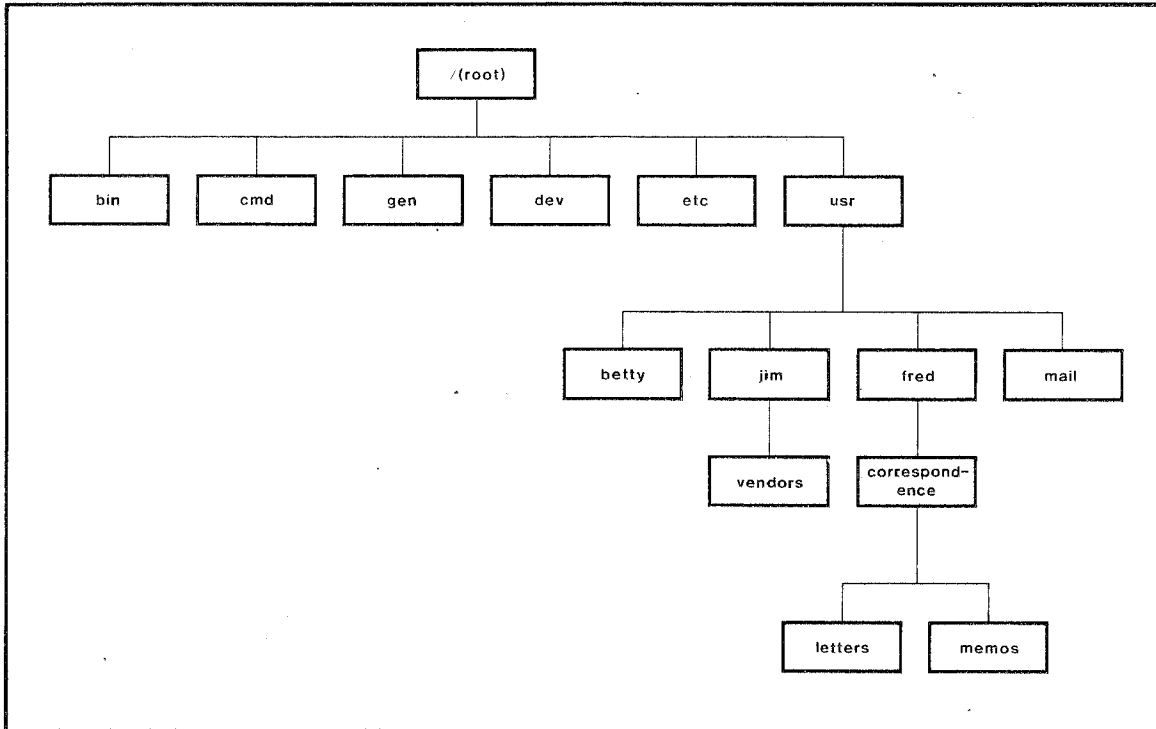 /(root)
bin
cmd
gen
dev
etc
usr
betty
jim
fred
mail
vendors
correspond-
ence
letters
memos